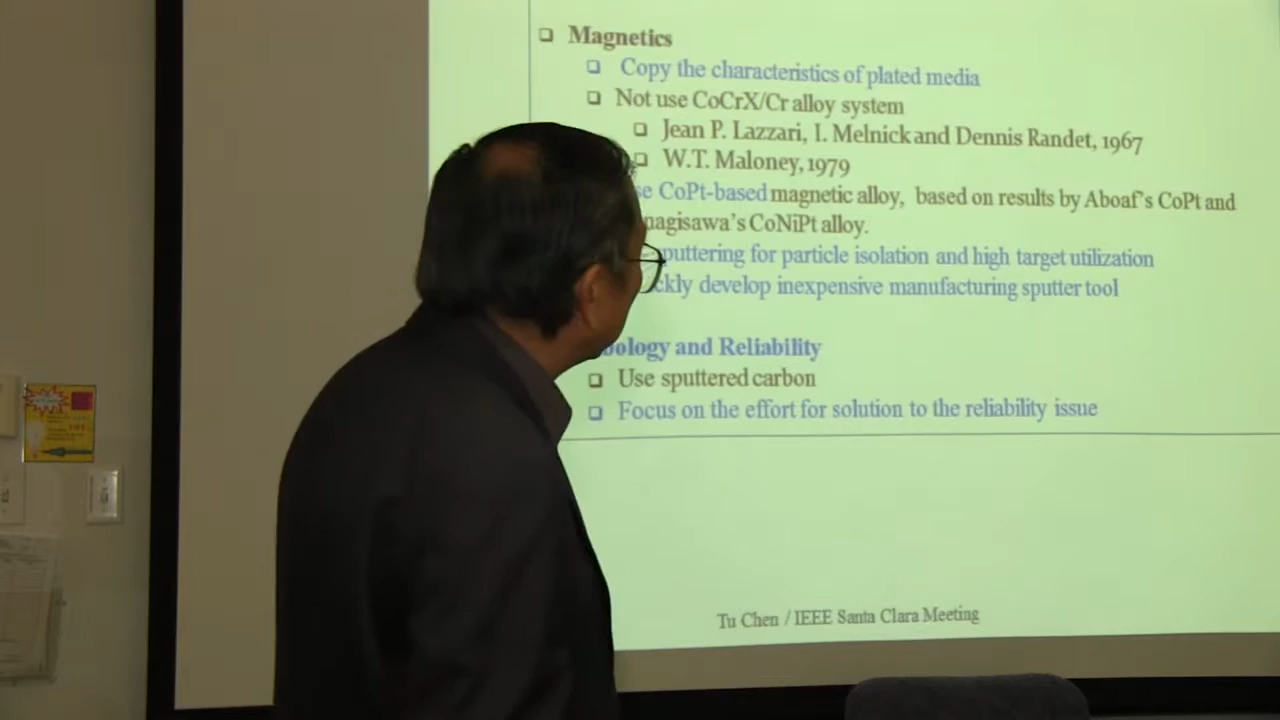 Magnetics
Copy the characteristics of plated media
Not use CoCrX/Cr alloy system
Jean P. Lazzari, I. Melnick and Dennis Randet, 1967
W.T. Maloney, 1979
CoPt-based magnetic alloy, based on results by Aboaf's CoPt and
CoNiPt alloy.
for particle isolation and high target utilization
develop inexpensive manufacturing sputter tool
and Reliability
Use sputtered carbon
Focus on the effort for solution to the reliability issue
Tu Chen / IEEE Santa Clara Meeting